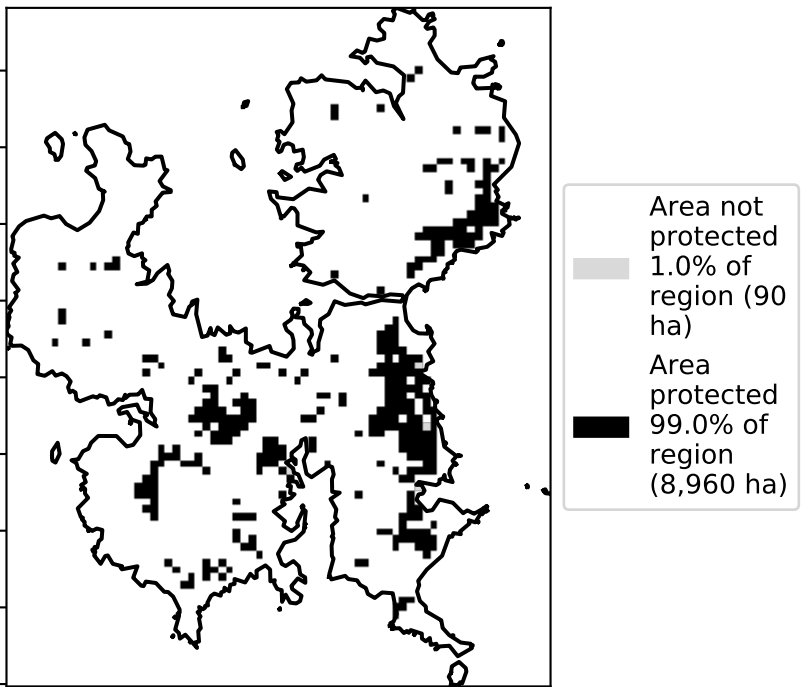 Area not
protected
1.0% of
region (90
ha)
Area
protected
99.0% of
region
(8,960 ha)